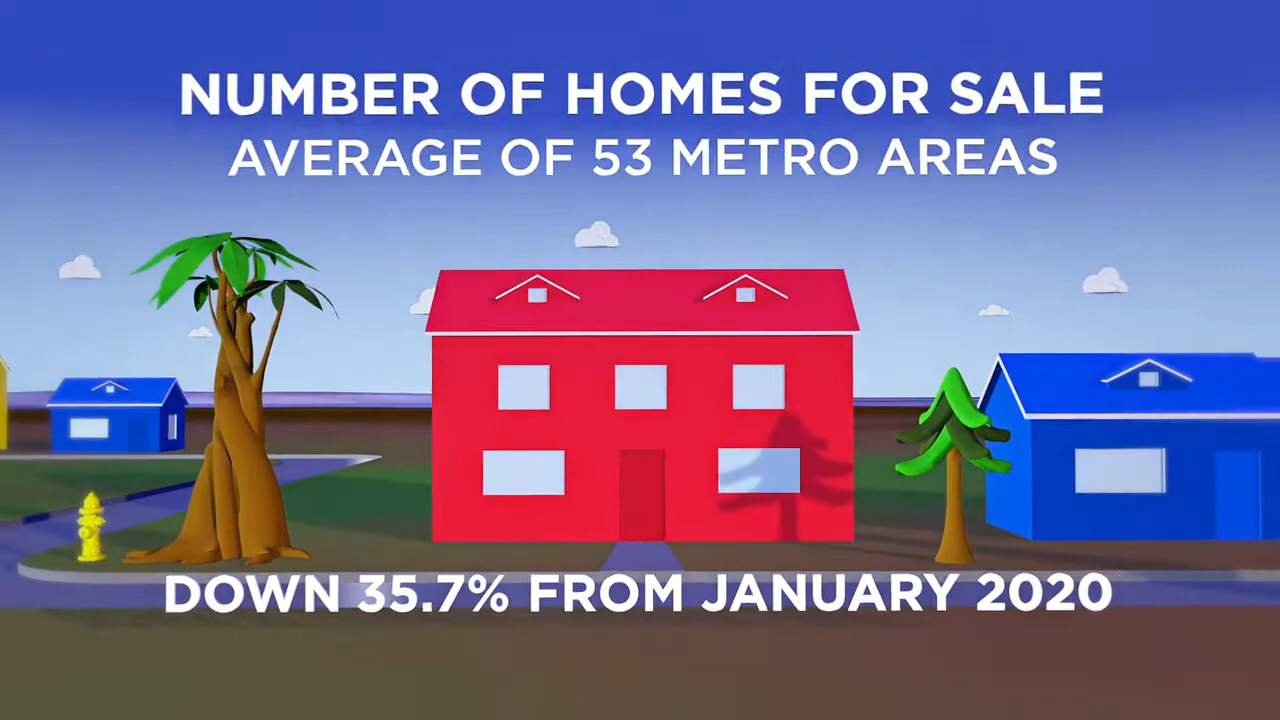 NUMBER OF HOMES FOR SALE
AVERAGE OF 53 METRO AREAS
DOWN 35.7% FROM JANUARY 2020